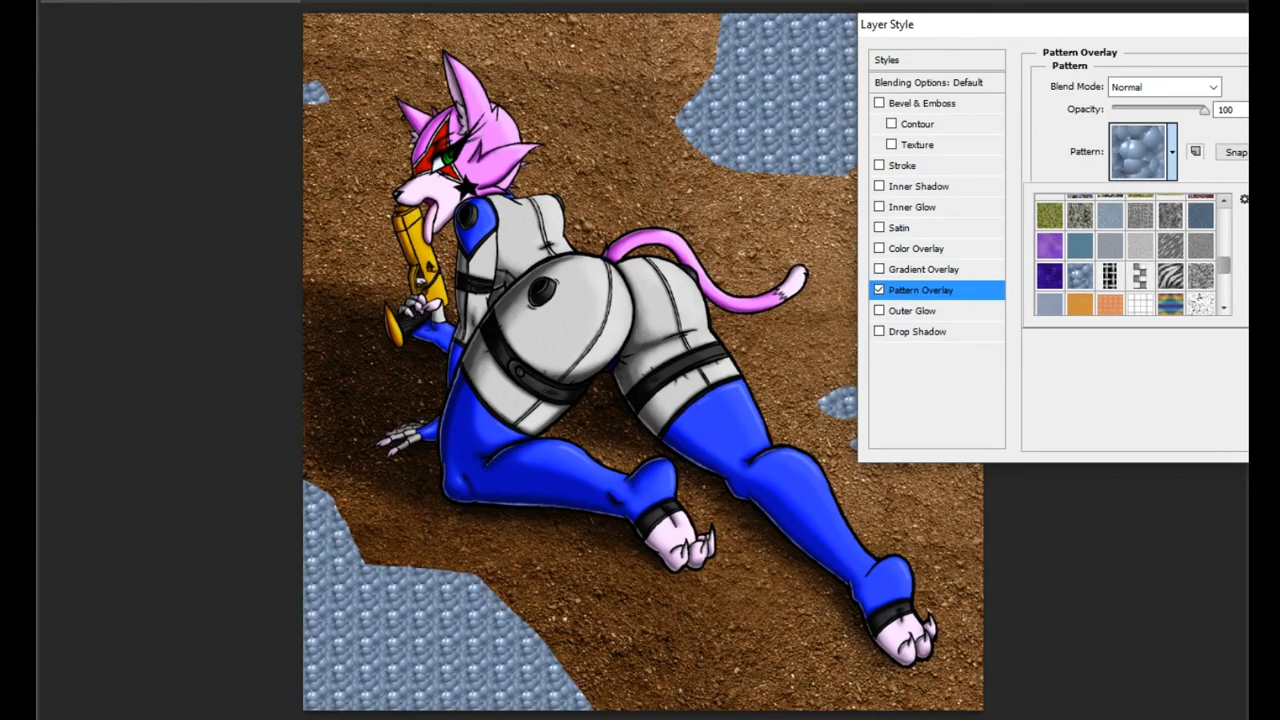 Layer Style
Styles
Blending Options: Default
Bevel & Emboss
Contour
Texture
Stroke
Inner Shadow
Inner Glow
Satin
Color Overlay
Gradient Overlay
Pattern Overlay
Outer Glow
Drop Shadow
Pattern Overlay
Pattern
Blend Mode: Normal
Opacity: 100
Pattern: Snap